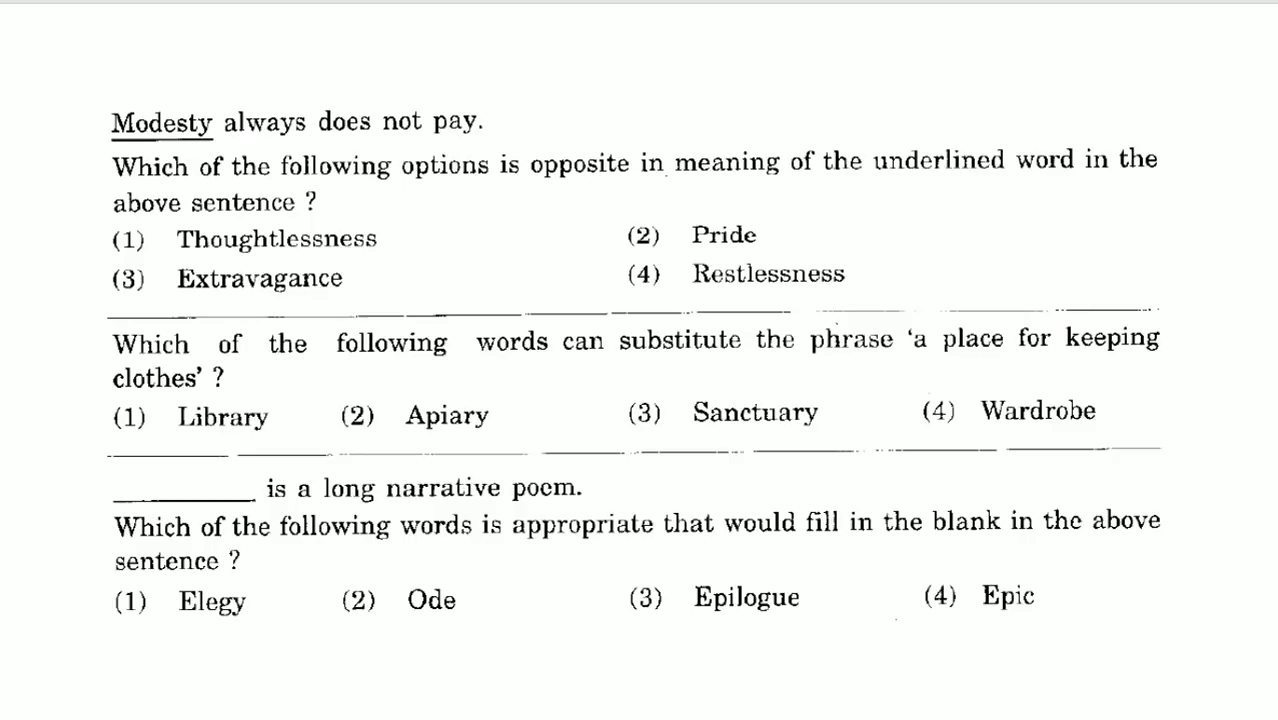 Modesty always does not pay.
Which of the following options is opposite in meaning of the underlined word in the
above sentence ?
(1) Thoughtlessness (2) Pride
(3) Extravagance (4) Restlessness
Which of the following words can substitute the phrase ‘a place for keeping
clothes’ ?
(1) Library (2) Apiary (3) Sanctuary (4) Wardrobe
__________ is a long narrative poem.
Which of the following words is appropriate that would fill in the blank in the above
sentence ?
(1) Elegy (2) Ode (3) Epilogue (4) Epic